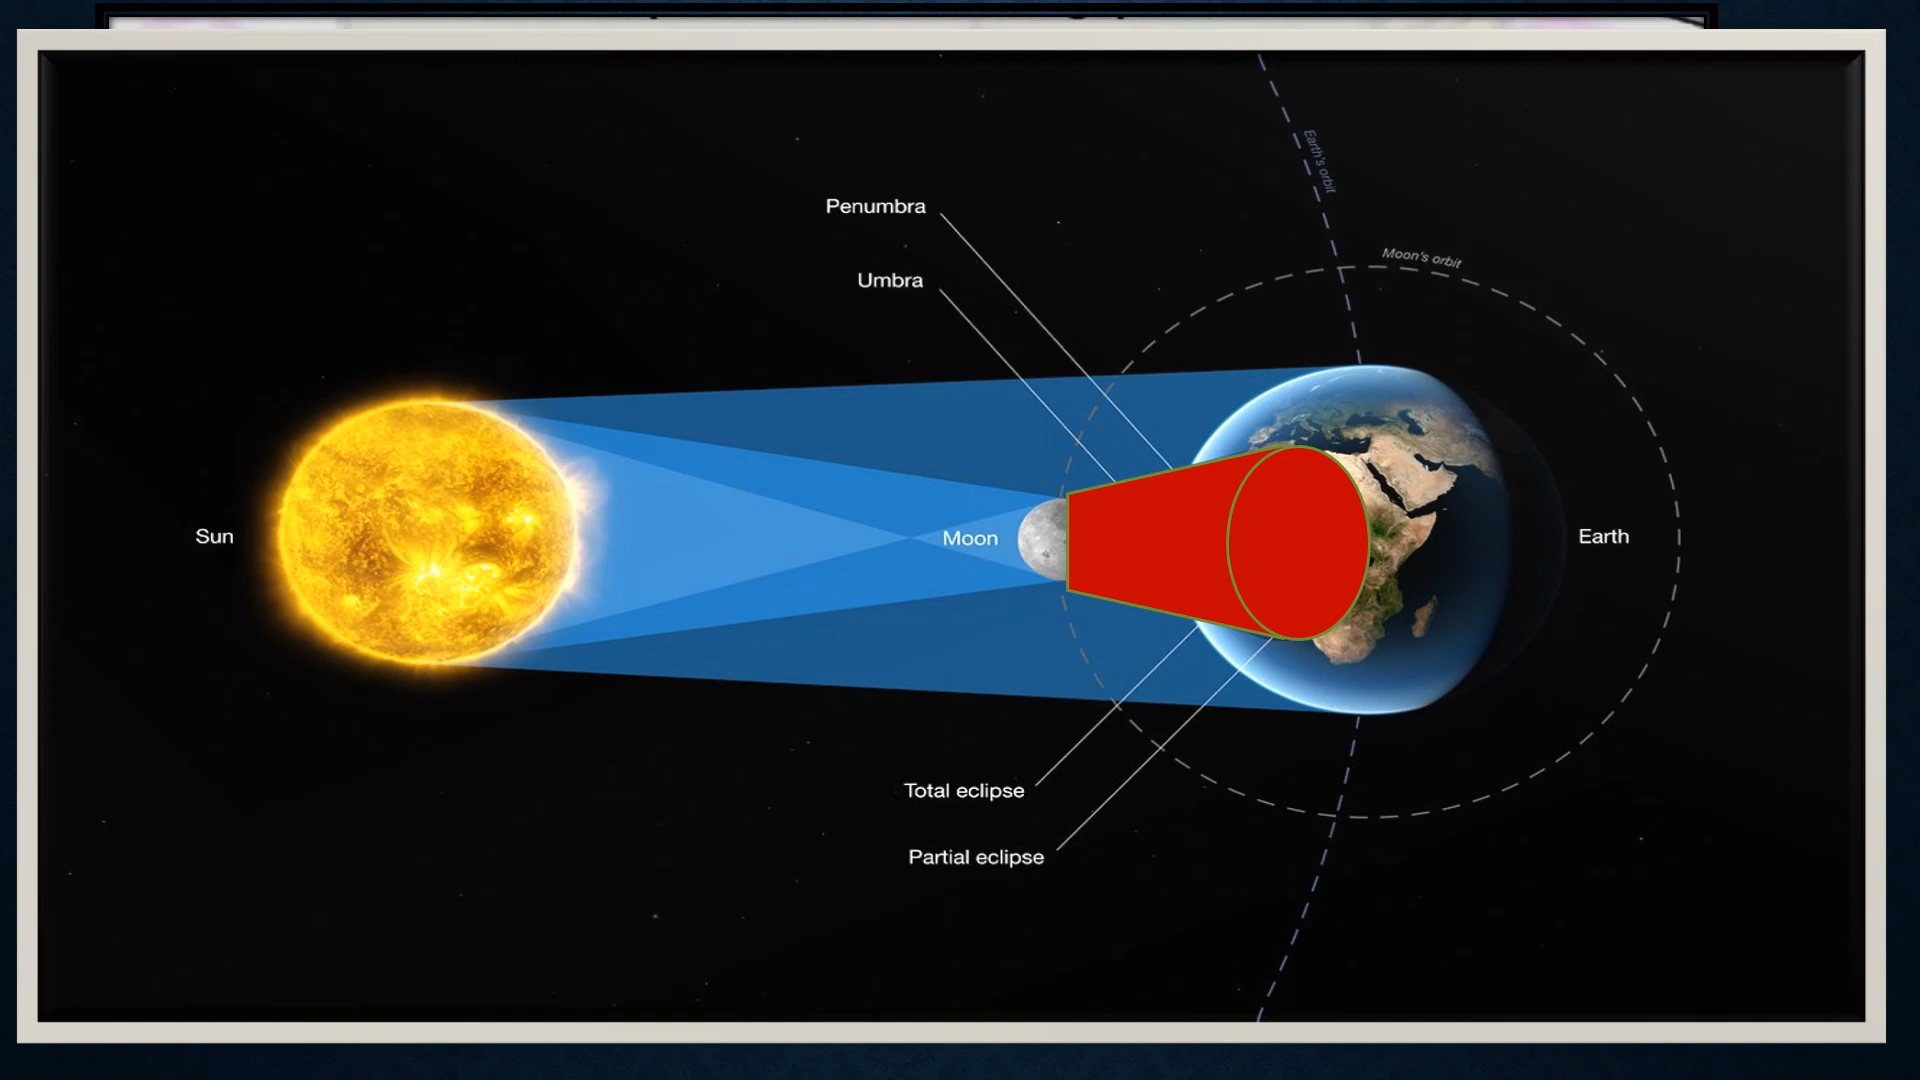 Earth's orbit
Penumbra
Moon's orbit
Umbra
Sun
Moon
Earth
Total eclipse
Partial eclipse